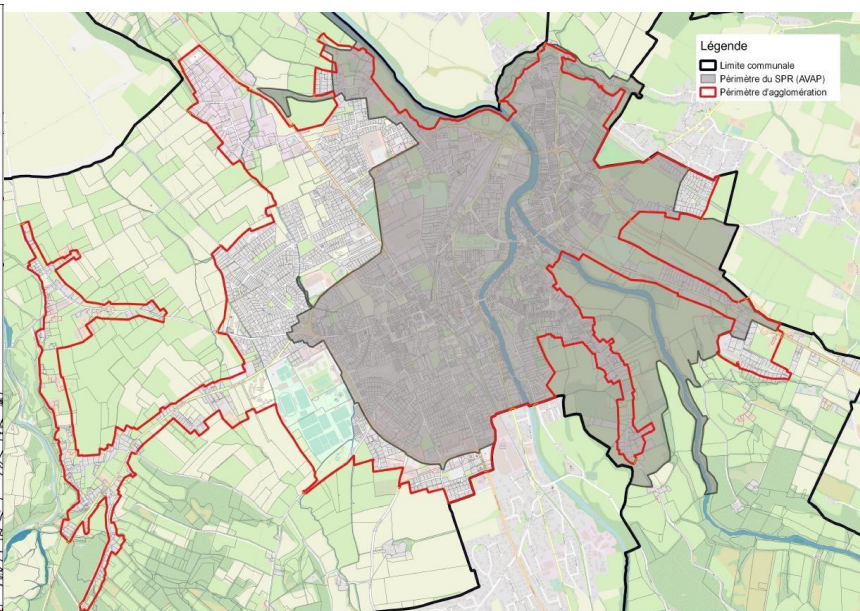 Légende
Limite communale
Périmètre du SPR (AVAP)
Périmètre d'agglomération